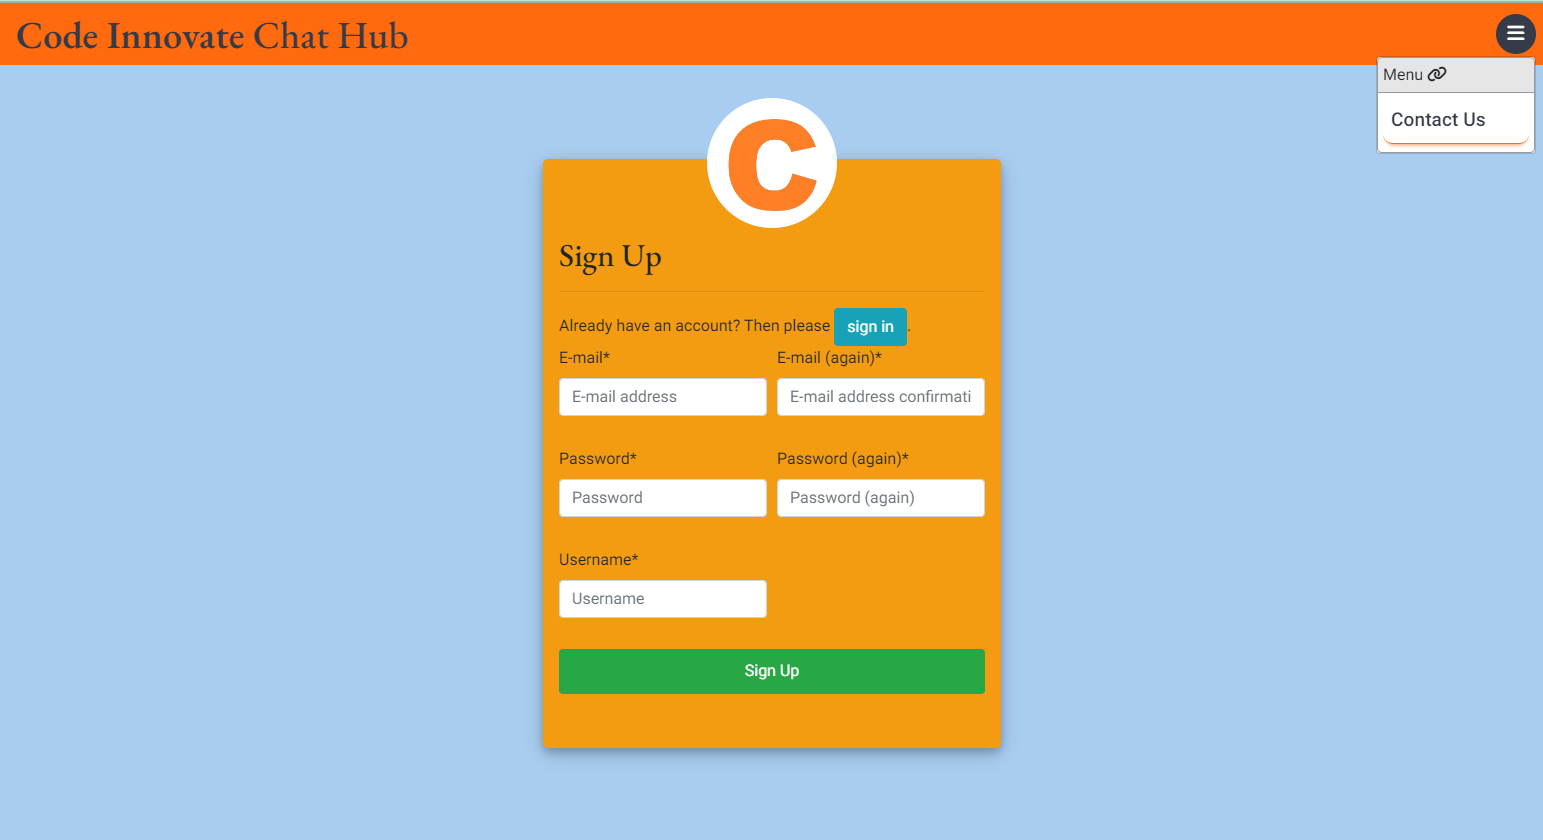 Code Innovate Chat Hub
Menu
Contact Us
C
Sign Up
Already have an account? Then please sign in .
E-mail* E-mail (again)*
E-mail address E-mail address confirmati
Password* Password (again)*
Password Password (again)
Username*
Username
Sign Up